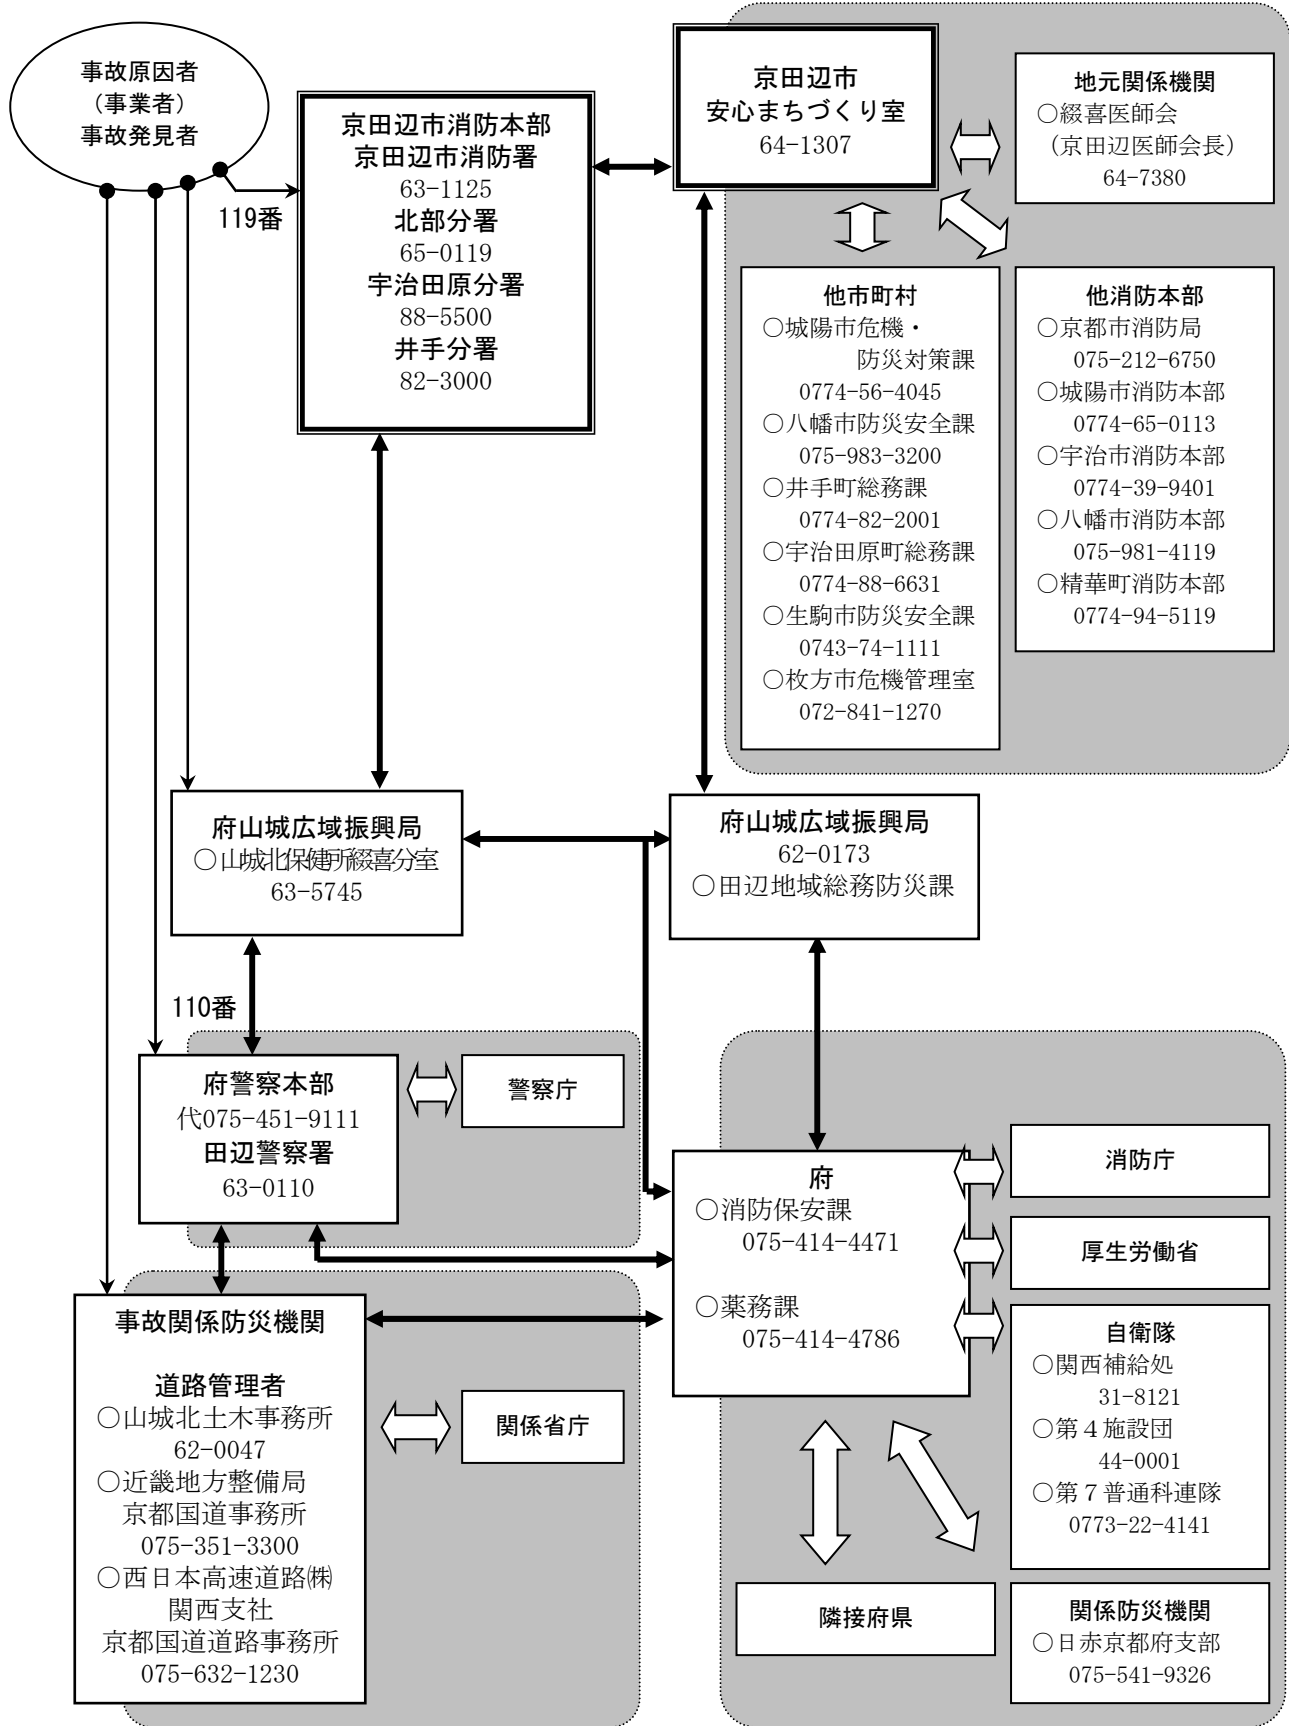 事故原因者
（事業者）
事故発見者
119番
京田辺市消防本部
京田辺市消防署
63-1125
北部分署
65-0119
宇治田原分署
88-5500
井手分署
82-3000
京田辺市
安心まちづくり室
64-1307
地元関係機関
○綴喜医師会
（京田辺医師会長）
64-7380
他市町村
○城陽市危機・
防災対策課
0774-56-4045
○八幡市防災安全課
075-983-3200
○井手町総務課
0774-82-2001
○宇治田原町総務課
0774-88-6631
○生駒市防災安全課
0743-74-1111
○枚方市危機管理室
072-841-1270
他消防本部
○京都市消防局
075-212-6750
○城陽市消防本部
0774-65-0113
○宇治市消防本部
0774-39-9401
○八幡市消防本部
075-981-4119
○精華町消防本部
0774-94-5119
府山城広域振興局
○山城北保健所綴喜分室
63-5745
府山城広域振興局
62-0173
○田辺地域総務防災課
110番
府警察本部
代075-451-9111
田辺警察署
63-0110
警察庁
府
○消防保安課
075-414-4471
○薬務課
075-414-4786
消防庁
厚生労働省
自衛隊
○関西補給処
31-8121
○第４施設団
44-0001
○第７普通科連隊
0773-22-4141
事故関係防災機関
道路管理者
○山城北土木事務所
62-0047
○近畿地方整備局
京都国道事務所
075-351-3300
○西日本高速道路㈱
関西支社
京都国道道路事務所
075-632-1230
関係省庁
隣接府県
関係防災機関
○日赤京都府支部
075-541-9326